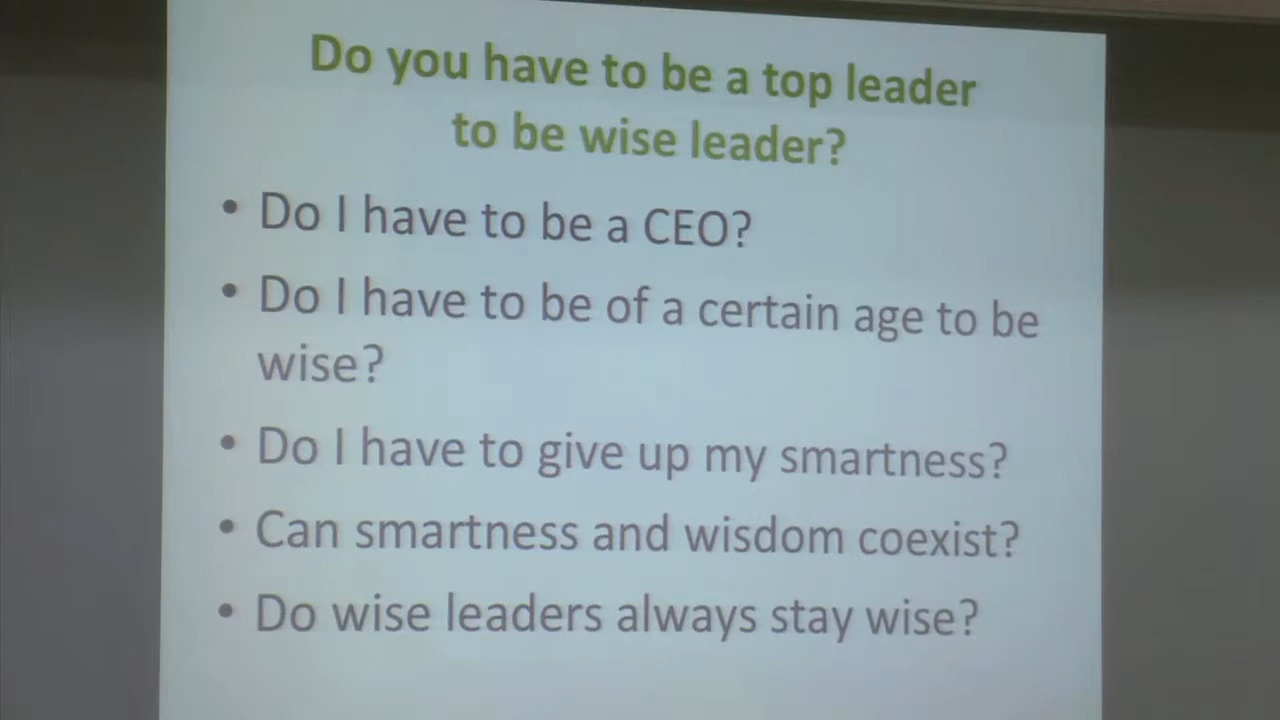 Do you have to be a top leader
to be wise leader?
• Do I have to be a CEO?
• Do I have to be of a certain age to be
wise?
• Do I have to give up my smartness?
• Can smartness and wisdom coexist?
• Do wise leaders always stay wise?